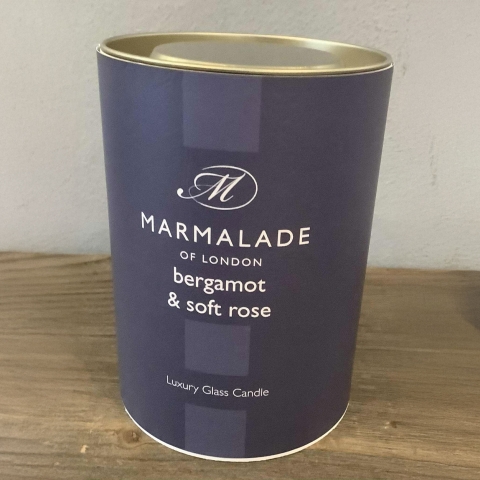 M
MARMALADE
OF LONDON
bergamot
& soft rose
Luxury Glass Candle